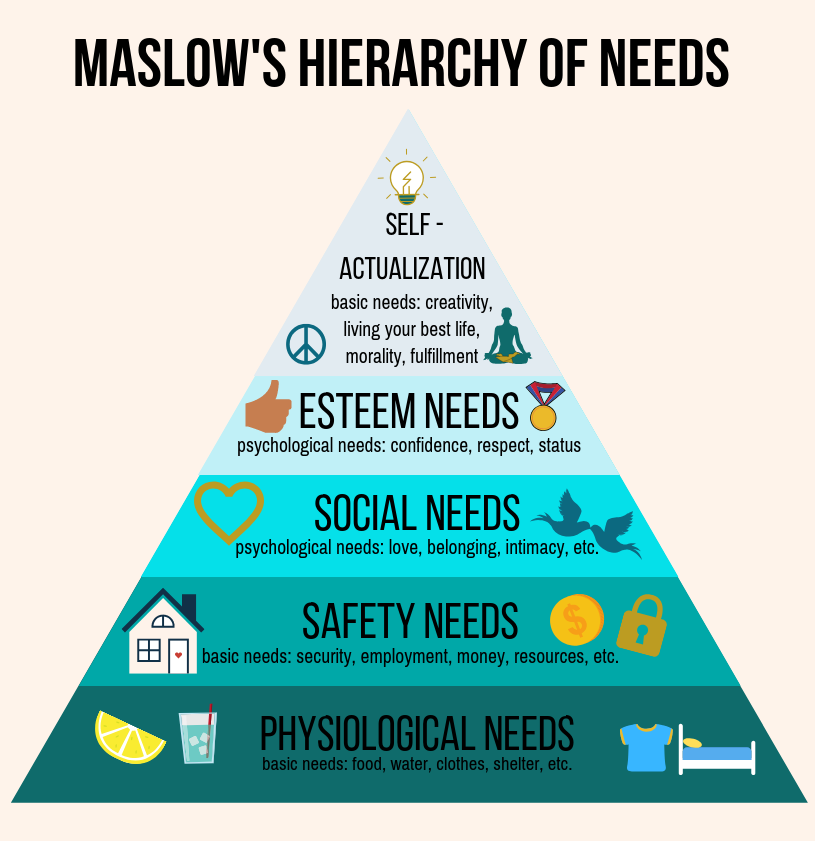 MASLOW'S HIERARCHY OF NEEDS
SELF -
ACTUALIZATION
basic needs: creativity,
living your best life,
morality, fulfillment
ESTEEM NEEDS
psychological needs: confidence, respect, status
SOCIAL NEEDS
psychological needs: love, belonging, intimacy, etc.
SAFETY NEEDS
$
basic needs: security, employment, money, resources, etc.
PHYSIOLOGICAL NEEDS
basic needs: food, water, clothes, shelter, etc.